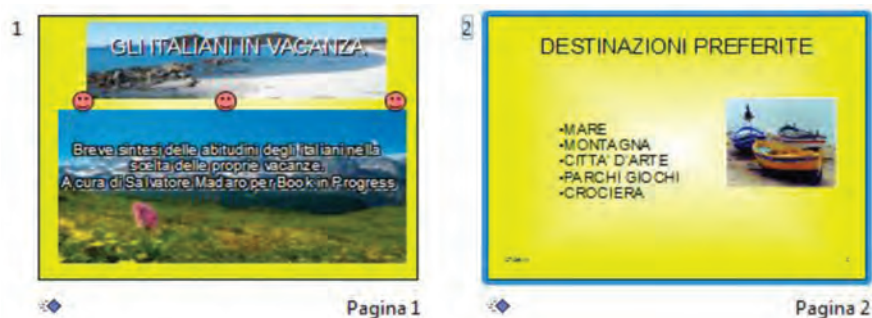 1
GLI ITALIANI IN VACANZA
Breve sintesi delle abitudini degli italiani nella
scelta delle proprie vacanze.
A cura di Salvatore Madaro per Book in Progress
Pagina 1
2
DESTINAZIONI PREFERITE
•MARE
•MONTAGNA
•CITTA' D'ARTE
•PARCHI GIOCHI
•CROCIERA
Pagina 2